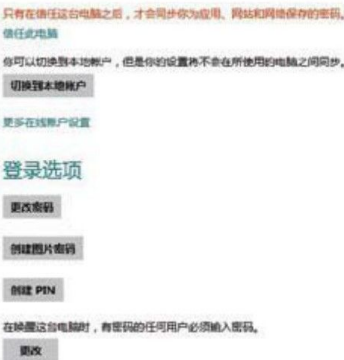 只有在信任这台电脑之后，才会同步你为应用、网站和网络保存的密码。
信任此电脑
你可以切换到本地帐户，但是你的设置将不会在所使用的电脑之间同步。
切换到本地帐户
更多在线帐户设置
登录选项
更改密码
创建图片密码
创建 PIN
在唤醒这台电脑时，有密码的任何用户必须输入密码。
更改